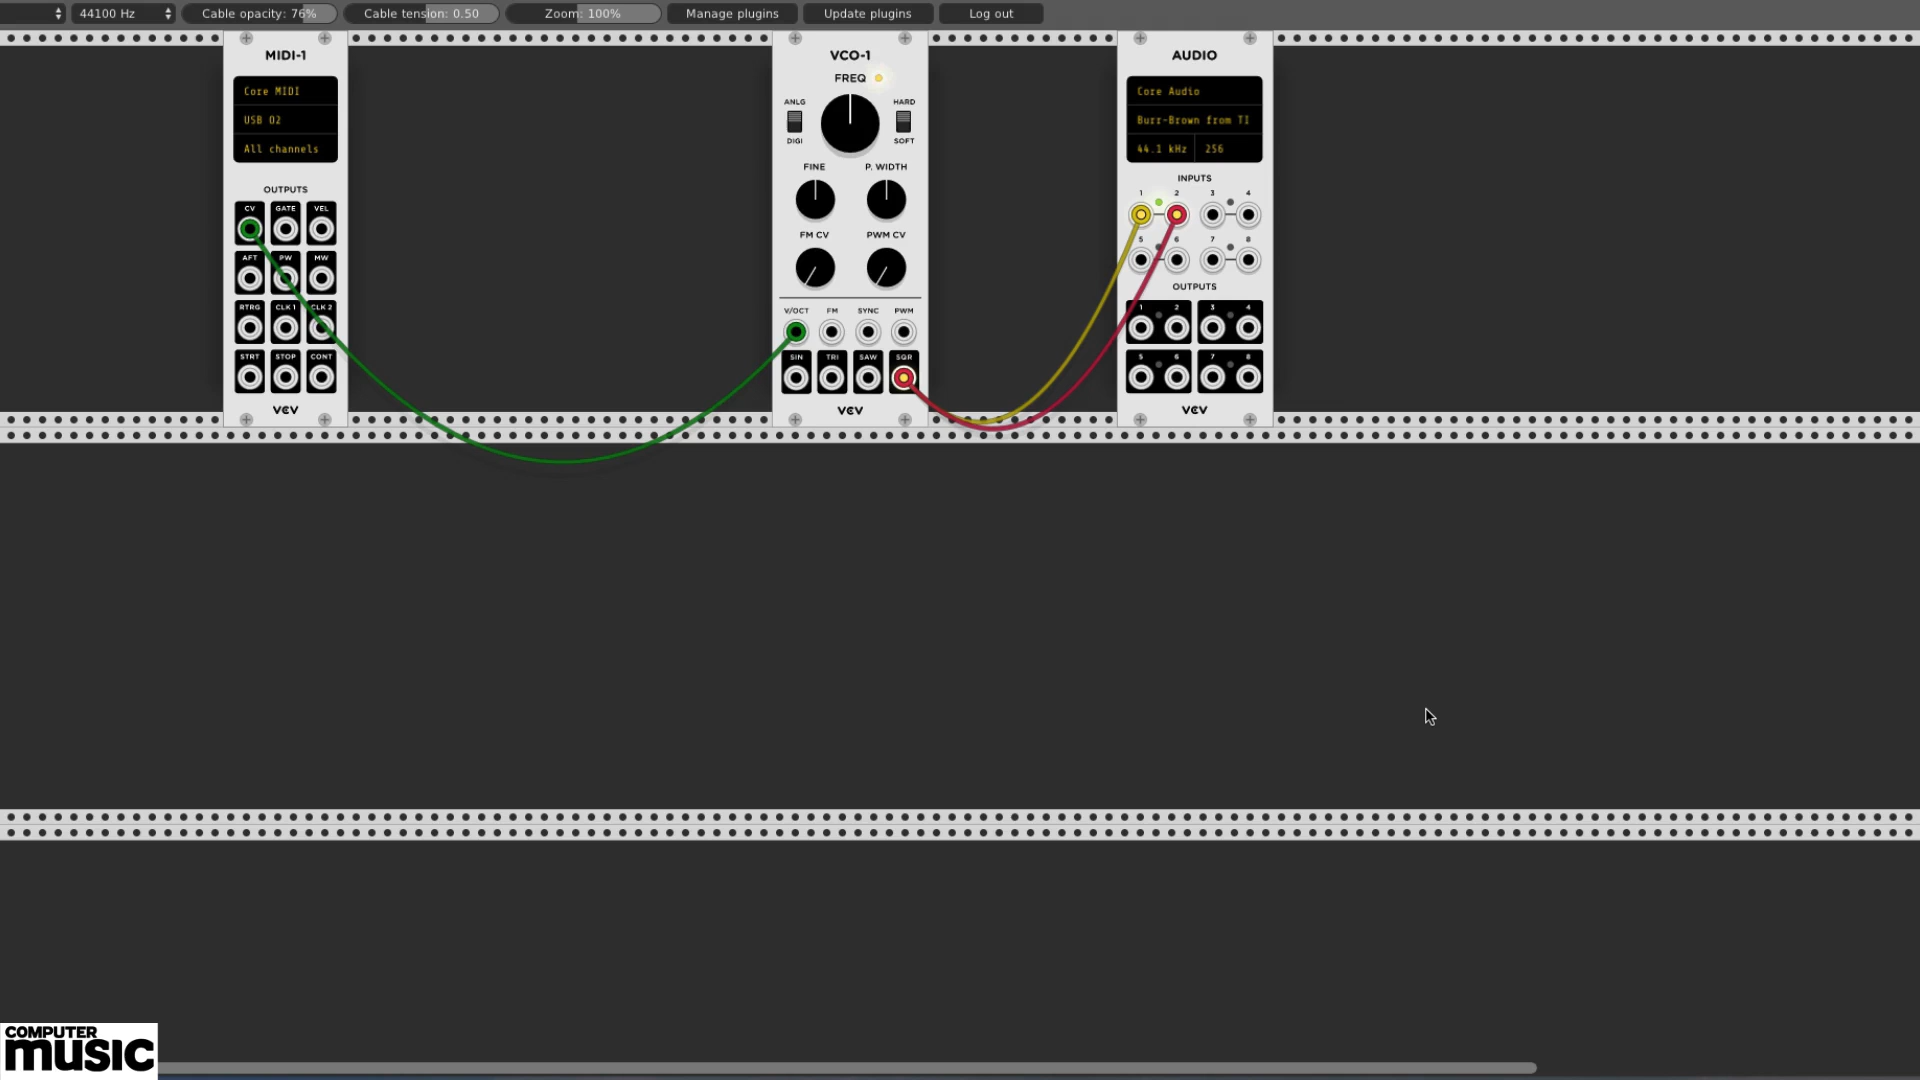 44100 Hz Cable opacity: 76% Cable tension: 0.50 Zoom: 100% Manage plugins Update plugins Log out
MIDI-1
Core MIDI
USB O2
All channels
OUTPUTS
CV GATE VEL
AFT PW MW
RTRG CLK 1 CLK 2
STRT STOP CONT
VCV
VCO-1
FREQ
ANLG HARD
DIGI SOFT
FINE P. WIDTH
FM CV PWM CV
V/OCT FM SYNC PWM
SIN TRI SAW SQR
VCV
AUDIO
Core Audio
Burr-Brown from TI
44.1 kHz 256
INPUTS
1 2 3 4
5 6 7 8
OUTPUTS
1 2 3 4
5 6 7 8
VCV
COMPUTER
music